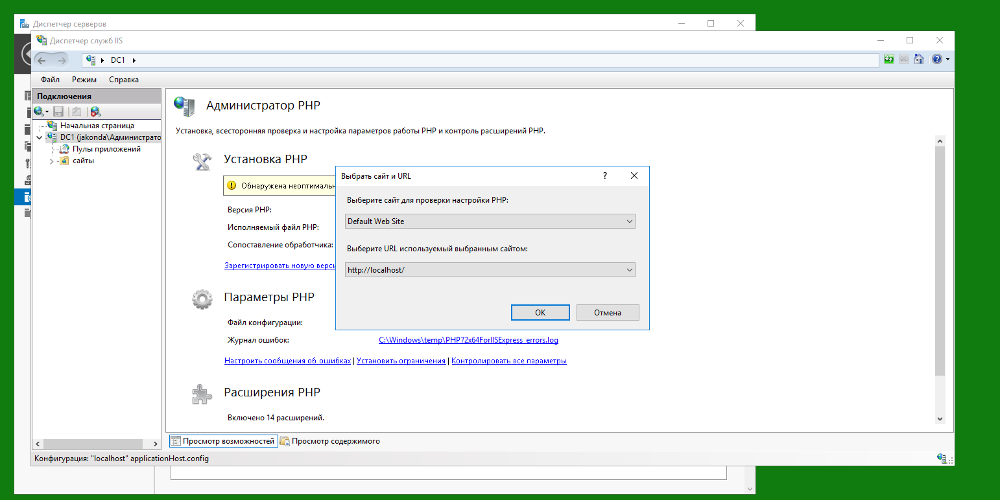 Диспетчер серверов
Диспетчер служб IIS
DC1
Файл Режим Справка
Подключения
Начальная страница
DC1 (jakonda\Администрато
Пулы приложений
сайты
Администратор PHP
Установка, всесторонняя проверка и настройка параметров работы PHP и контроль расширений PHP.
Установка PHP
Обнаружена неоптимальн
Версия PHP:
Исполняемый файл PHP:
Сопоставление обработчика:
Зарегистрировать новую верси
Выбрать сайт и URL
?
Выберите сайт для проверки настройки PHP:
Default Web Site
Выберите URL используемый выбранным сайтом:
http://localhost/
OK Отмена
Параметры PHP
Файл конфигурации:
Журнал ошибок: C:\Windows\temp\PHP72x64ForIISExpress_errors.log
Настроить сообщения об ошибках | Установить ограничения | Контролировать все параметры
Расширения PHP
Включено 14 расширений.
Просмотр возможностей Просмотр содержимого
Конфигурация: "localhost" applicationHost.config